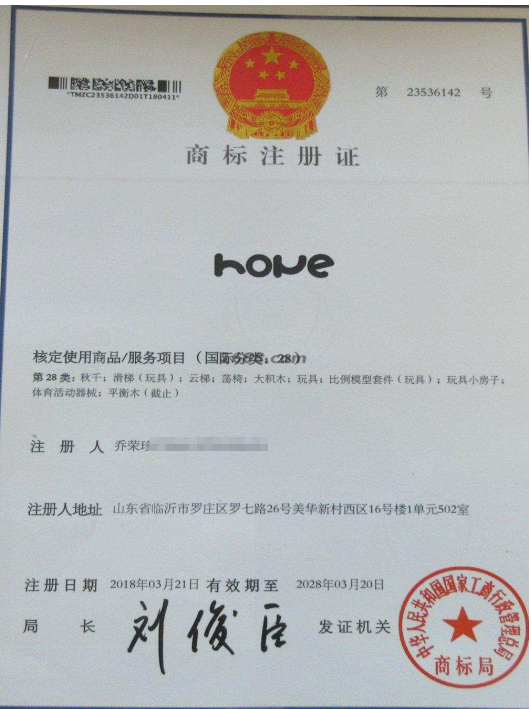 *TMZC23536142D01T180411*
第 23536142 号
商标注册证
hone
核定使用商品/服务项目（国际分类：28）
第 28 类：秋千；滑梯（玩具）；云梯；荡椅；大积木；玩具；比例模型套件（玩具）；玩具小房子；
体育活动器械；平衡木（截止）
注册人 乔荣珍
注册人地址 山东省临沂市罗庄区罗七路26号美华新村西区16号楼1单元502室
注册日期 2018年03月21日 有效期至 2028年03月20日
局长 刘俊臣 发证机关
中华人民共和国国家工商行政管理总局
商标局